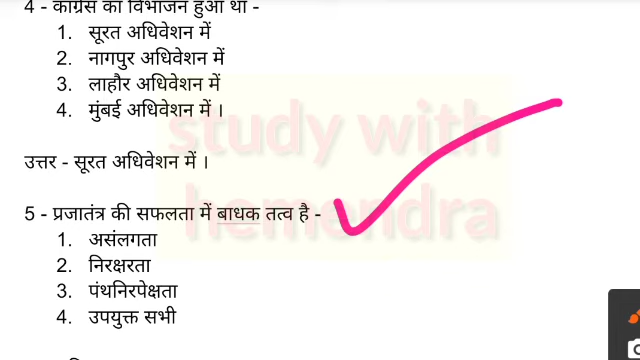 4 - कांग्रेस का विभाजन हुआ था -
1. सूरत अधिवेशन में
2. नागपुर अधिवेशन में
3. लाहौर अधिवेशन में
4. मुंबई अधिवेशन में ।
study with
उत्तर - सूरत अधिवेशन में ।
hemendra
5 - प्रजातंत्र की सफलता में बाधक तत्व है -
1. असंलगता
2. निरक्षरता
3. पंथनिरपेक्षता
4. उपयुक्त सभी